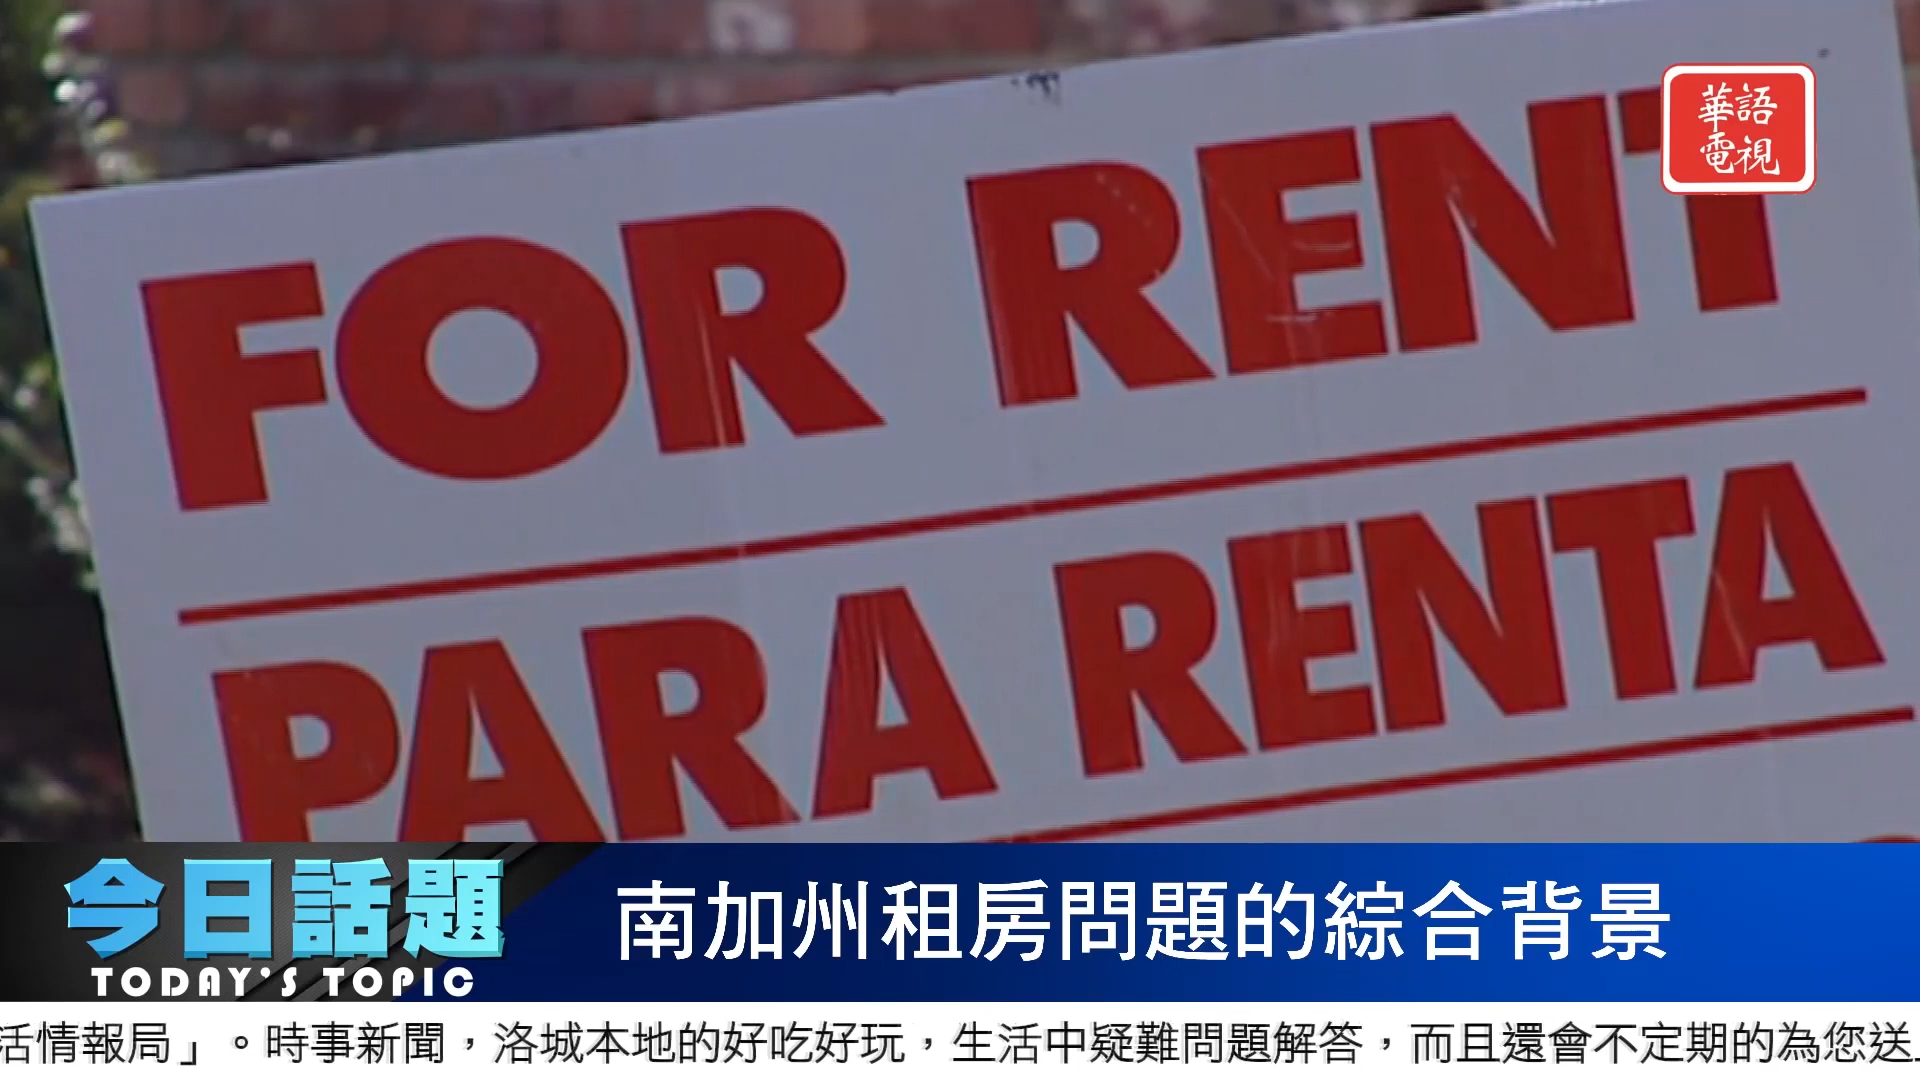 華語
電視
FOR RENT
PARA RENTA
今日話題
TODAY'S TOPIC
南加州租房問題的綜合背景
活情報局」。時事新聞，洛城本地的好吃好玩，生活中疑難問題解答，而且還會不定期的為您送上